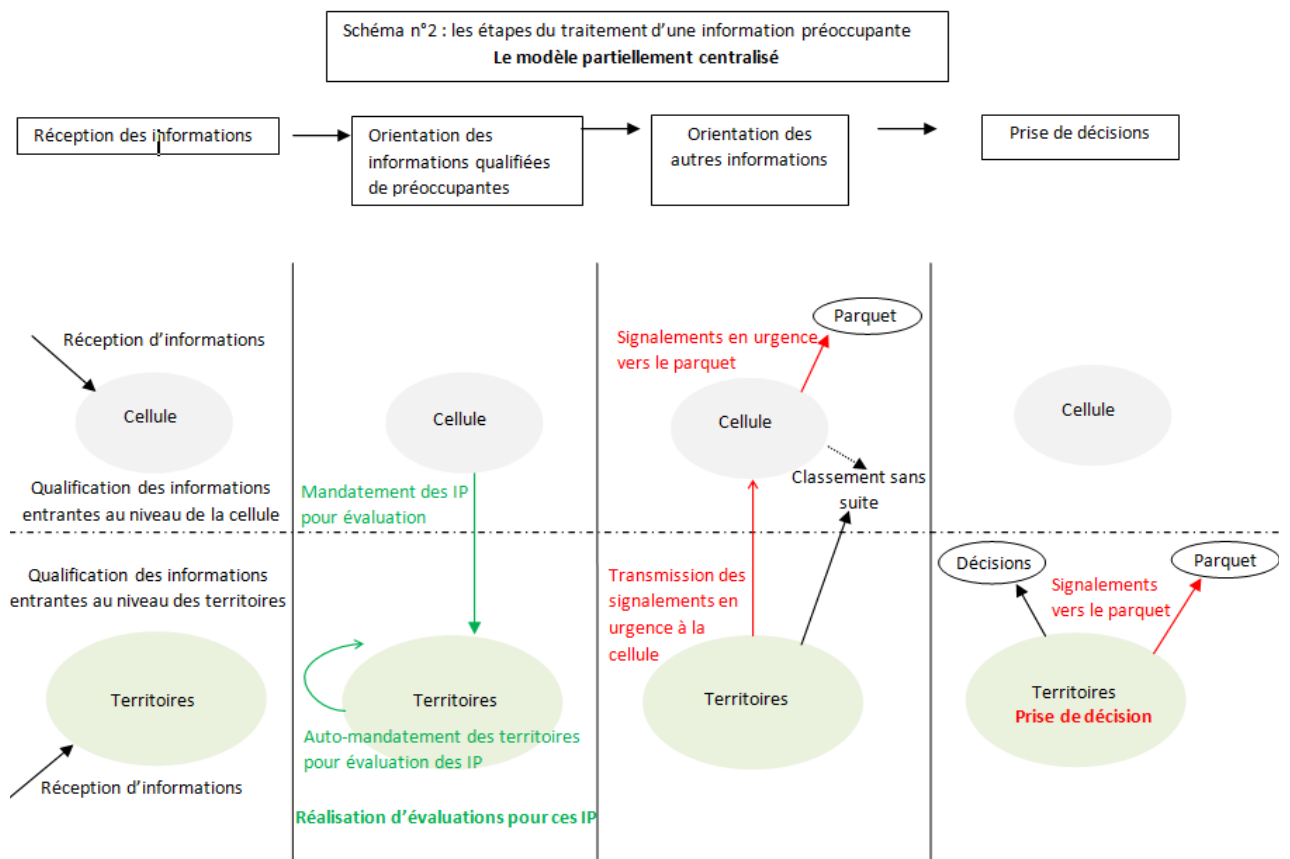 Schéma n°2 : les étapes du traitement d'une information préoccupante
Le modèle partiellement centralisé
Réception des informations
Orientation des
informations qualifiées
de préoccupantes
Orientation des
autres informations
Prise de décisions
Réception d'informations
Cellule
Qualification des informations
entrantes au niveau de la cellule
Qualification des informations
entrantes au niveau des territoires
Territoires
Réception d'informations
Cellule
Mandatement des IP
pour évaluation
Territoires
Auto-mandatement des territoires
pour évaluation des IP
Réalisation d'évaluations pour ces IP
Parquet
Signalements en urgence
vers le parquet
Cellule
Classement sans
suite
Transmission des
signalements en
urgence à la
cellule
Territoires
Cellule
Décisions
Parquet
Signalements
vers le parquet
Territoires
Prise de décision